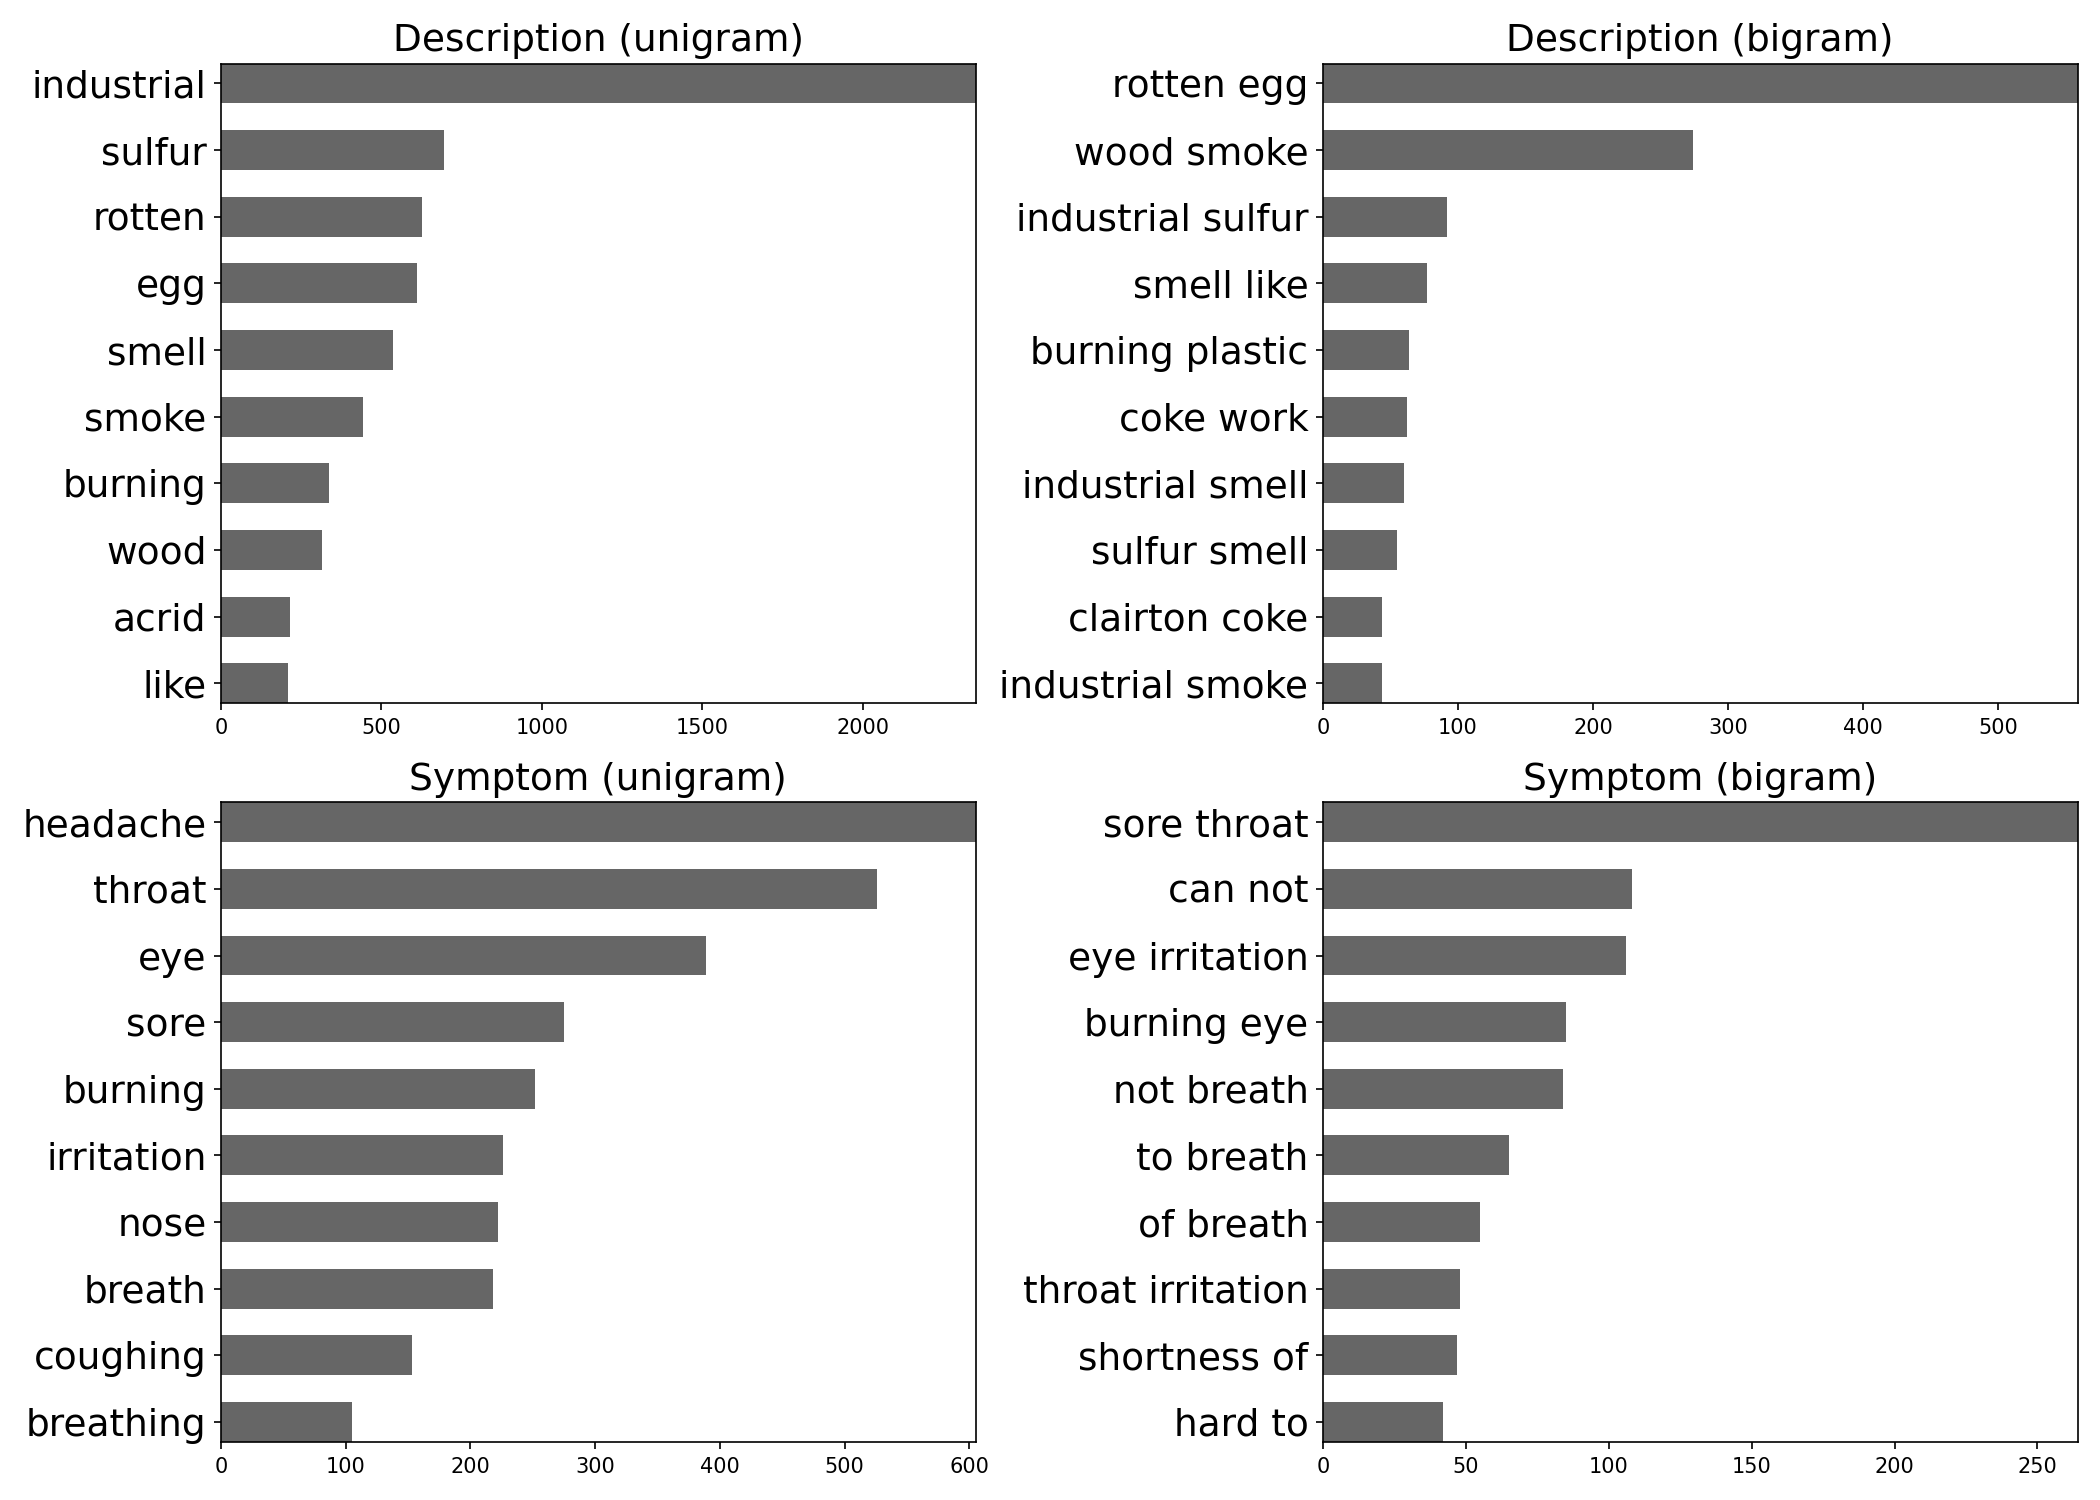 Description (unigram)
industrial
sulfur
rotten
egg
smell
smoke
burning
wood
acrid
like
0 500 1000 1500 2000
Description (bigram)
rotten egg
wood smoke
industrial sulfur
smell like
burning plastic
coke work
industrial smell
sulfur smell
clairton coke
industrial smoke
0 100 200 300 400 500
Symptom (unigram)
headache
throat
eye
sore
burning
irritation
nose
breath
coughing
breathing
0 100 200 300 400 500 600
Symptom (bigram)
sore throat
can not
eye irritation
burning eye
not breath
to breath
of breath
throat irritation
shortness of
hard to
0 50 100 150 200 250